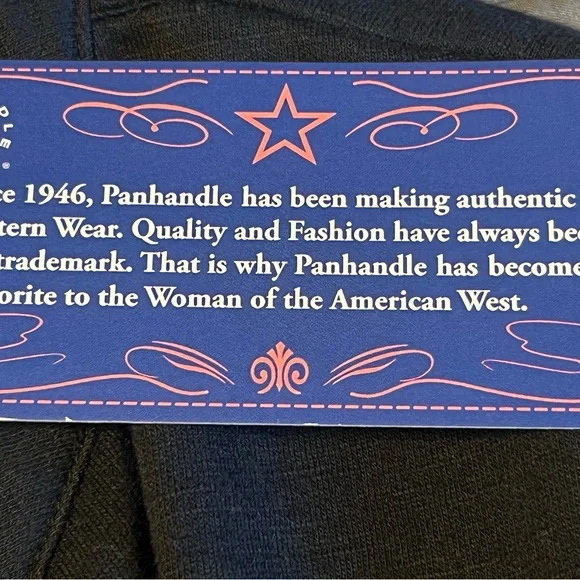 DLE®
ce 1946, Panhandle has been making authentic
tern Wear. Quality and Fashion have always bee
trademark. That is why Panhandle has become
orite to the Woman of the American West.